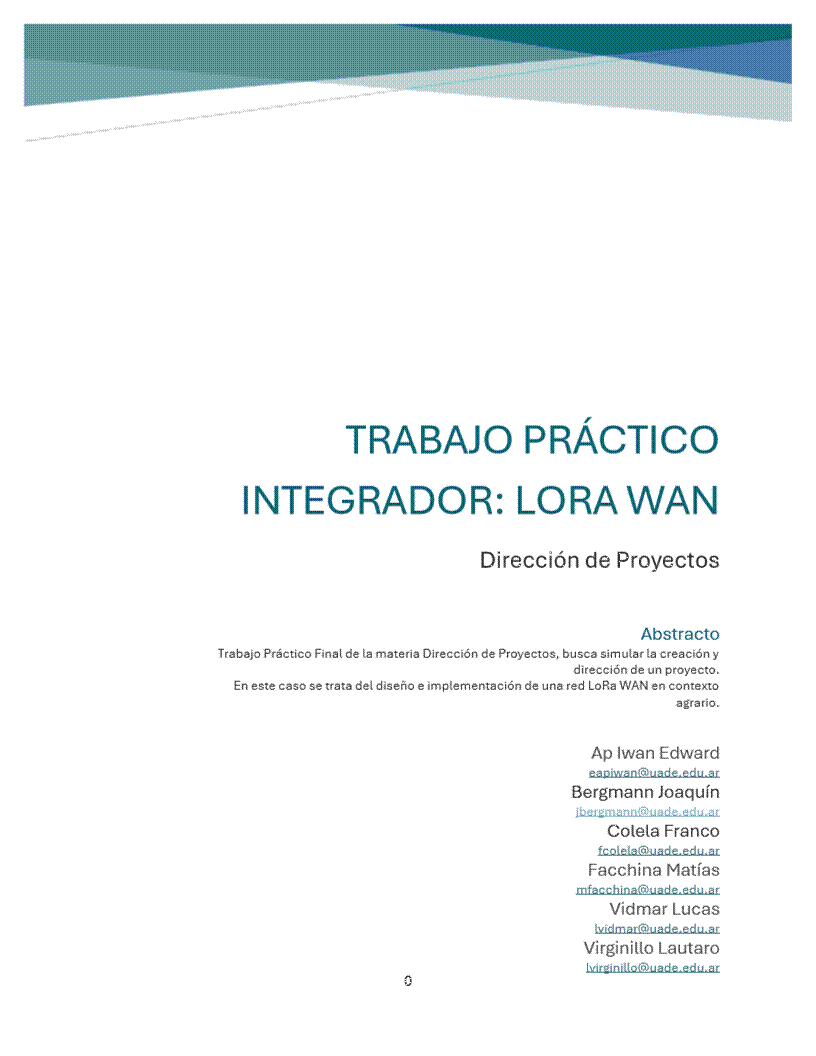 TRABAJO PRÁCTICO
INTEGRADOR: LORA WAN
Dirección de Proyectos
Abstracto
Trabajo Práctico Final de la materia Dirección de Proyectos, busca simular la creación y
dirección de un proyecto.
En este caso se trata del diseño e implementación de una red LoRa WAN en contexto
agrario.
Ap Iwan Edward
eapiwan@uade.edu.ar
Bergmann Joaquín
jbergmann@uade.edu.ar
Colela Franco
fcolela@uade.edu.ar
Facchina Matías
mfacchina@uade.edu.ar
Vidmar Lucas
lvidmar@uade.edu.ar
Virginillo Lautaro
lvirginillo@uade.edu.ar
0